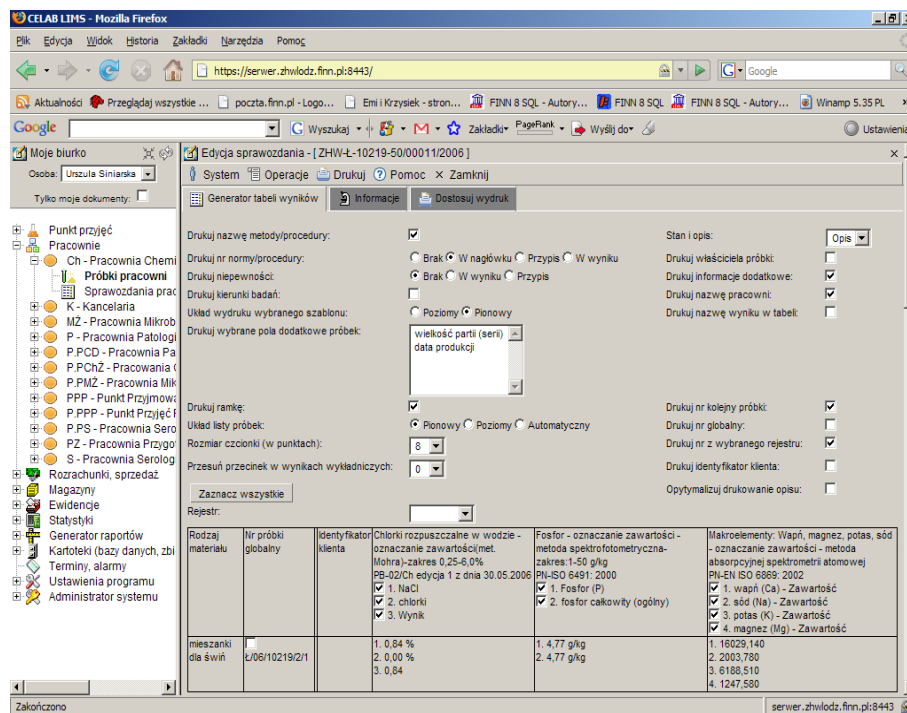 CELAB LIMS - Mozilla Firefox
Plik Edycja Widok Historia Zakładki Narzędzia Pomoc
https://serwer.zhwlodz.finn.pl:8443/
G Google
Aktualności Przeglądaj wszystkie ... poczta.finn.pl - Logo... Emi i Krzysiek - stron... FINN 8 SQL - Autory... FINN 8 SQL FINN 8 SQL - Autory... Winamp 5.35 PL »
Google G Wyszukaj Zakładki PageRank Wyślij do Ustawienia
Moje biurko
Osoba: Urszula Siniarska
Tylko moje dokumenty:
Punkt przyjęć
Pracownie
Ch - Pracownia Chemi
Próbki pracowni
Sprawozdania prac
K - Kancelaria
MŻ - Pracownia Mikrob
P - Pracownia Patologi
P.PCD - Pracownia Pa
P.PChŻ - Pracowania
P.PMŻ - Pracownia Mik
PPP - Punkt Przyjmowa
P.PPP - Punkt Przyjęć
P.PS - Pracownia Sero
PZ - Pracownia Przygo
S - Pracownia Serolog
Rozrachunki, sprzedaż
Magazyny
Ewidencje
Statystyki
Generator raportów
Kartoteki (bazy danych, zbi
Terminy, alarmy
Ustawienia programu
Administrator systemu
Edycja sprawozdania - [ ZHW-Ł-10219-50/00011/2006 ] x
System Operacje Drukuj Pomoc × Zamknij
Generator tabeli wyników Informacje Dostosuj wydruk
Drukuj nazwę metody/procedury: Stan i opis: Opis
Drukuj nr normy/procedury: Brak W nagłówku Przypis W wyniku Drukuj właściciela próbki:
Drukuj niepewności: Brak W wyniku Przypis Drukuj informacje dodatkowe:
Drukuj kierunki badań: Drukuj nazwę pracowni:
Układ wydruku wybranego szablonu: Poziomy Pionowy Drukuj nazwę wyniku w tabeli:
Drukuj wybrane pola dodatkowe próbek: wielkość partii (serii)
data produkcji
Drukuj ramkę: Drukuj nr kolejny próbki:
Układ listy próbek: Pionowy Poziomy Automatyczny Drukuj nr globalny:
Rozmiar czcionki (w punktach): 8 Drukuj nr z wybranego rejestru:
Przesuń przecinek w wynikach wykładniczych: 0 Drukuj identyfikator klienta:
Zaznacz wszystkie Opytymalizuj drukowanie opisu:
Rejestr:
Rodzaj materiału
Nr próbki globalny
Identyfikator klienta
Chlorki rozpuszczalne w wodzie -
oznaczanie zawartości(met.
Mohra)-zakres 0,25-6,0%
PB-02/Ch edycja 1 z dnia 30.05.2006
1. NaCl
2. chlorki
3. Wynik
Fosfor - oznaczanie zawartości -
metoda spektrofotometryczna-
zakres:1-50 g/kg
PN-ISO 6491: 2000
1. Fosfor (P)
2. fosfor całkowity (ogólny)
Makroelementy: Wapń, magnez, potas, sód
- oznaczanie zawartości - metoda
absorpcyjnej spektrometrii atomowej
PN-EN ISO 6869: 2002
1. wapń (Ca) - Zawartość
2. sód (Na) - Zawartość
3. potas (K) - Zawartość
4. magnez (Mg) - Zawartość
mieszanki
dla świń
Ł/06/10219/2/1
1. 0,84 %
2. 0,00 %
3. 0,84
1. 4,77 g/kg
2. 4,77 g/kg
1. 16029,140
2. 2003,780
3. 6188,510
4. 1247,580
Zakończono serwer.zhwlodz.finn.pl:8443